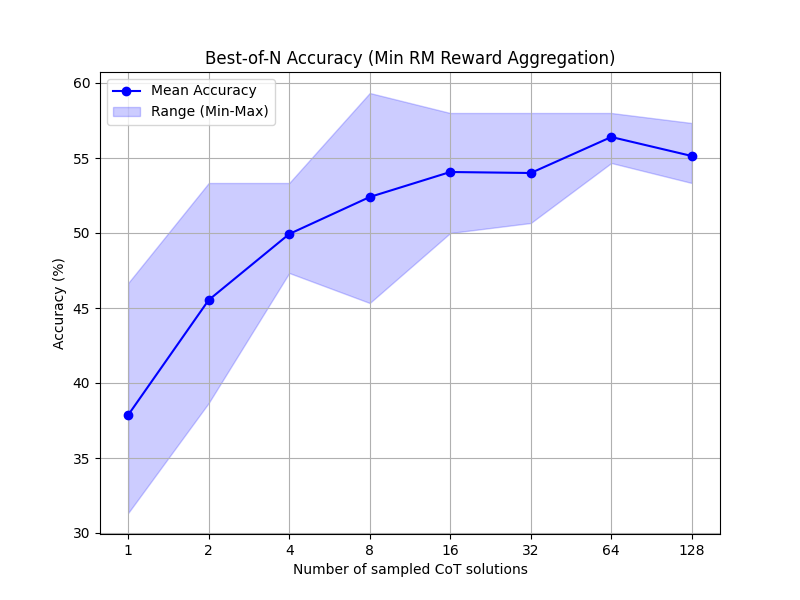 Best-of-N Accuracy (Min RM Reward Aggregation)
Mean Accuracy
Range (Min-Max)
Accuracy (%)
60
55
50
45
40
35
30
1 2 4 8 16 32 64 128
Number of sampled CoT solutions